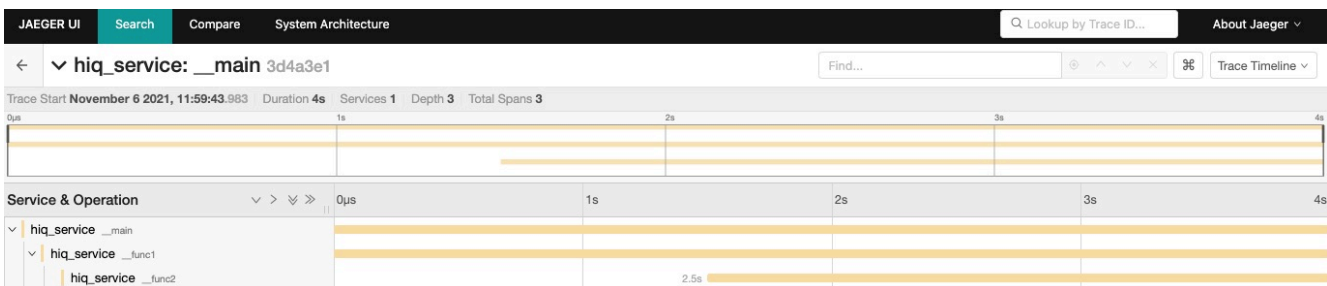 JAEGER UI Search Compare System Architecture Lookup by Trace ID... About Jaeger
hiq_service: __main 3d4a3e1 Find... ⌘ Trace Timeline
Trace Start November 6 2021, 11:59:43.983 Duration 4s Services 1 Depth 3 Total Spans 3
0μs 1s 2s 3s 4s
Service & Operation 0μs 1s 2s 3s 4s
hiq_service __main
hiq_service __func1
hiq_service __func2 2.5s